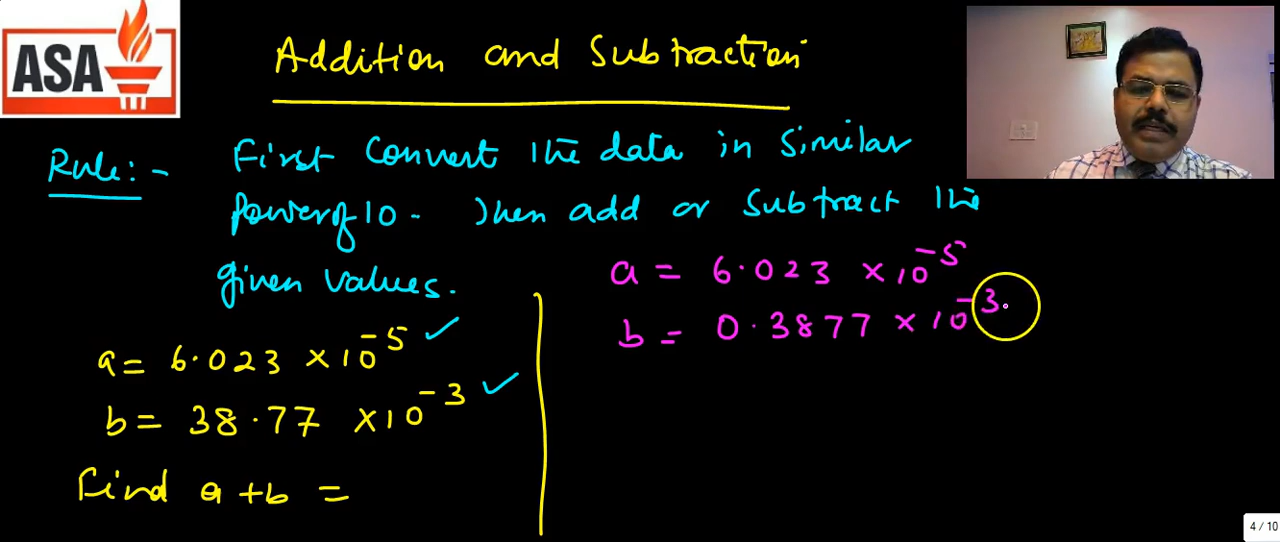 ASA
Addition and Subtraction
Rule:- First convert the data in similar
Power of 10. Then add or subtract the
given values.
a = 6.023 × 10⁻⁵
b = 38.77 × 10⁻³
Find a + b =
a = 6.023 × 10⁻⁵
b = 0.3877 × 10⁻³
4 / 10